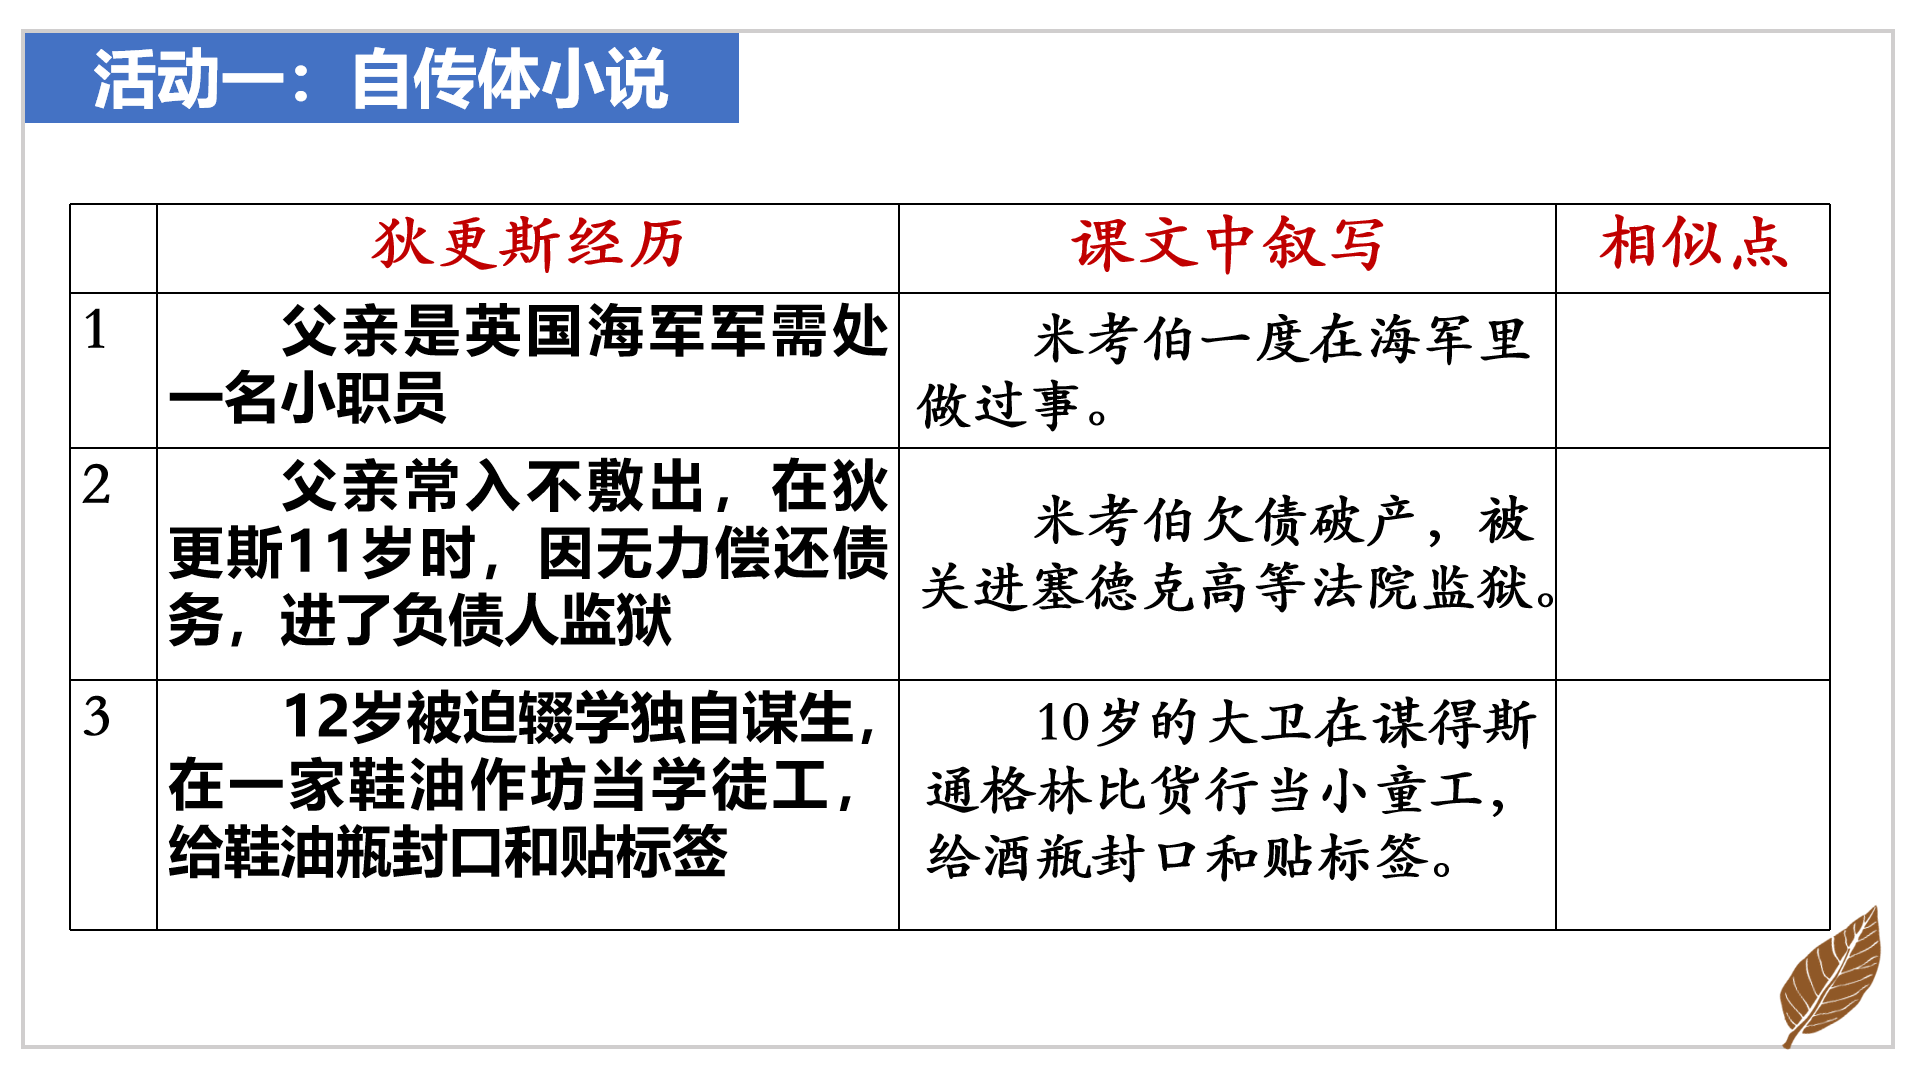 活动一：自传体小说
狄更斯经历
课文中叙写
相似点
1
父亲是英国海军军需处
一名小职员
米考伯一度在海军里
做过事。
2
父亲常入不敷出，在狄
更斯11岁时，因无力偿还债
务，进了负债人监狱
米考伯欠债破产，被
关进塞德克高等法院监狱。
3
12岁被迫辍学独自谋生，
在一家鞋油作坊当学徒工，
给鞋油瓶封口和贴标签
10岁的大卫在谋得斯
通格林比货行当小童工，
给酒瓶封口和贴标签。